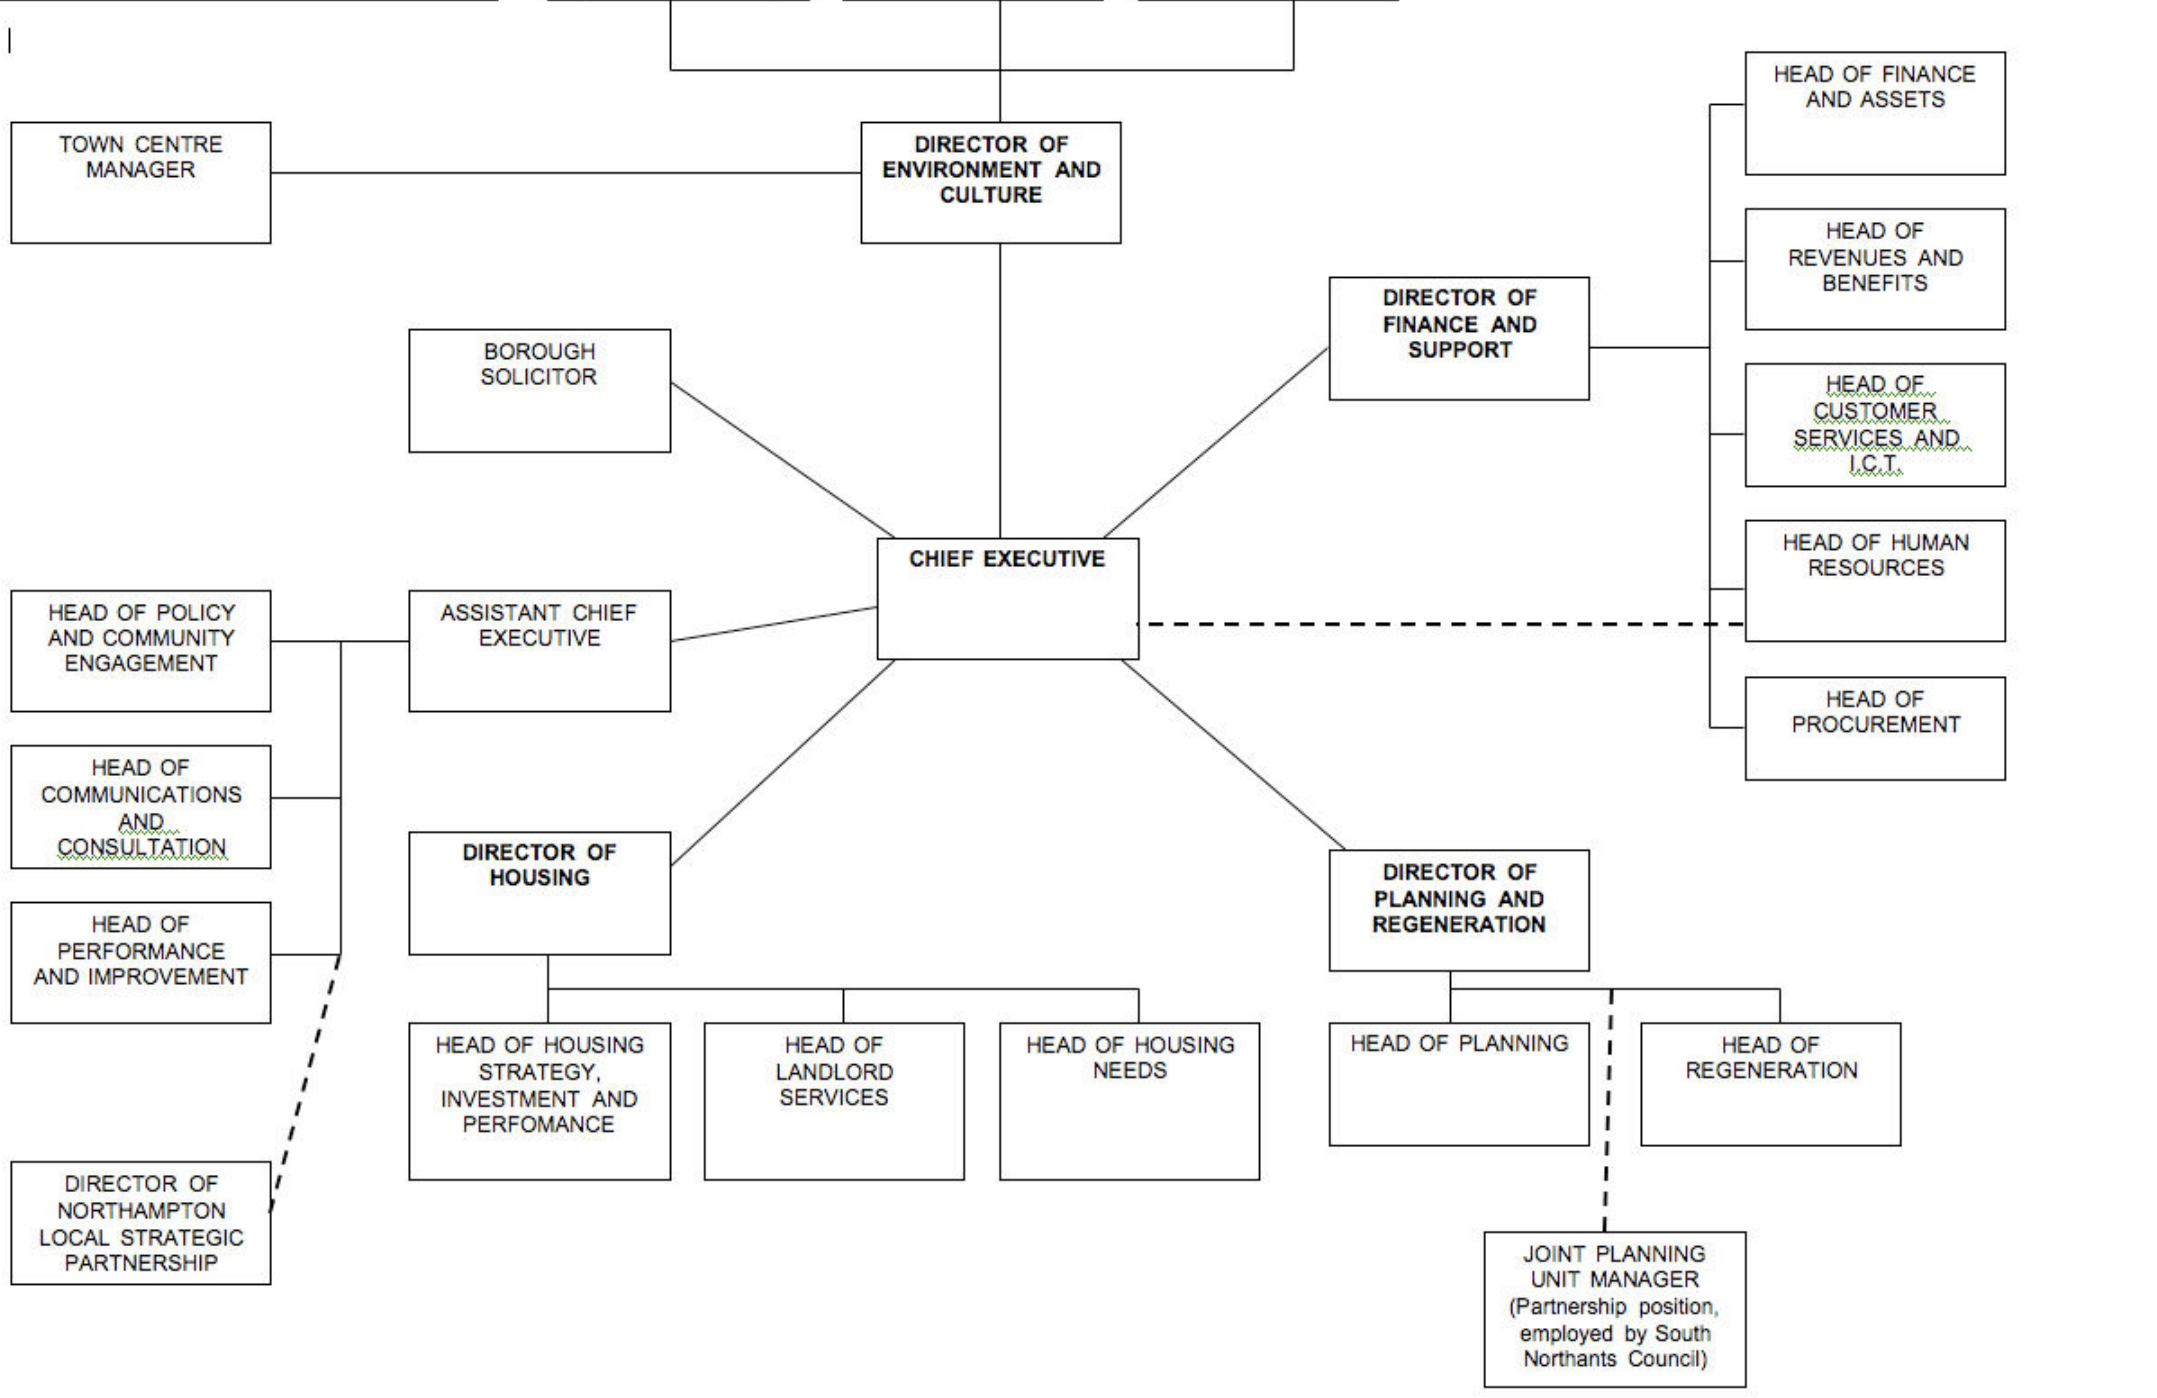 HEAD OF FINANCE
AND ASSETS
TOWN CENTRE
MANAGER
DIRECTOR OF
ENVIRONMENT AND
CULTURE
HEAD OF
REVENUES AND
BENEFITS
DIRECTOR OF
FINANCE AND
SUPPORT
BOROUGH
SOLICITOR
HEAD OF
CUSTOMER
SERVICES AND
I.C.T.
CHIEF EXECUTIVE
HEAD OF HUMAN
RESOURCES
HEAD OF POLICY
AND COMMUNITY
ENGAGEMENT
ASSISTANT CHIEF
EXECUTIVE
HEAD OF
PROCUREMENT
HEAD OF
COMMUNICATIONS
AND
CONSULTATION
DIRECTOR OF
HOUSING
DIRECTOR OF
PLANNING AND
REGENERATION
HEAD OF
PERFORMANCE
AND IMPROVEMENT
HEAD OF HOUSING
STRATEGY,
INVESTMENT AND
PERFOMANCE
HEAD OF
LANDLORD
SERVICES
HEAD OF HOUSING
NEEDS
HEAD OF PLANNING
HEAD OF
REGENERATION
DIRECTOR OF
NORTHAMPTON
LOCAL STRATEGIC
PARTNERSHIP
JOINT PLANNING
UNIT MANAGER
(Partnership position,
employed by South
Northants Council)